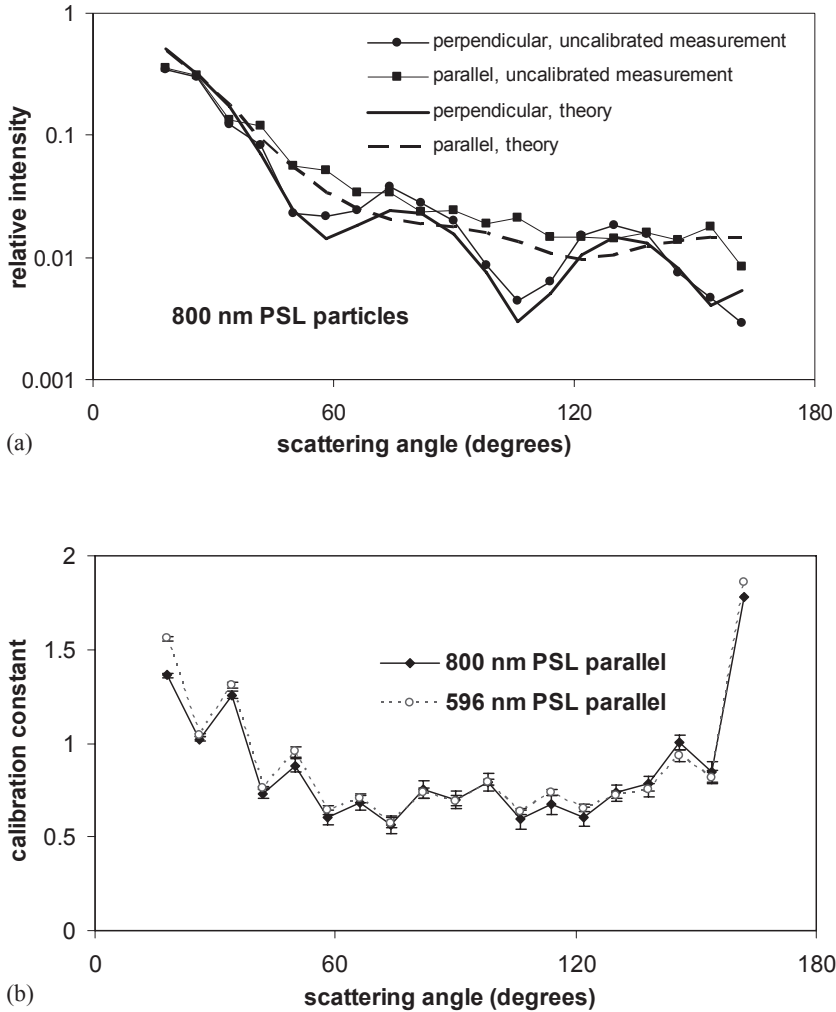 1
0.1
0.01
0.001
relative intensity
perpendicular, uncalibrated measurement
parallel, uncalibrated measurement
perpendicular, theory
parallel, theory
800 nm PSL particles
0
60
120
180
scattering angle (degrees)
(a)
2
1.5
1
0.5
0
calibration constant
800 nm PSL parallel
596 nm PSL parallel
0
60
120
180
scattering angle (degrees)
(b)